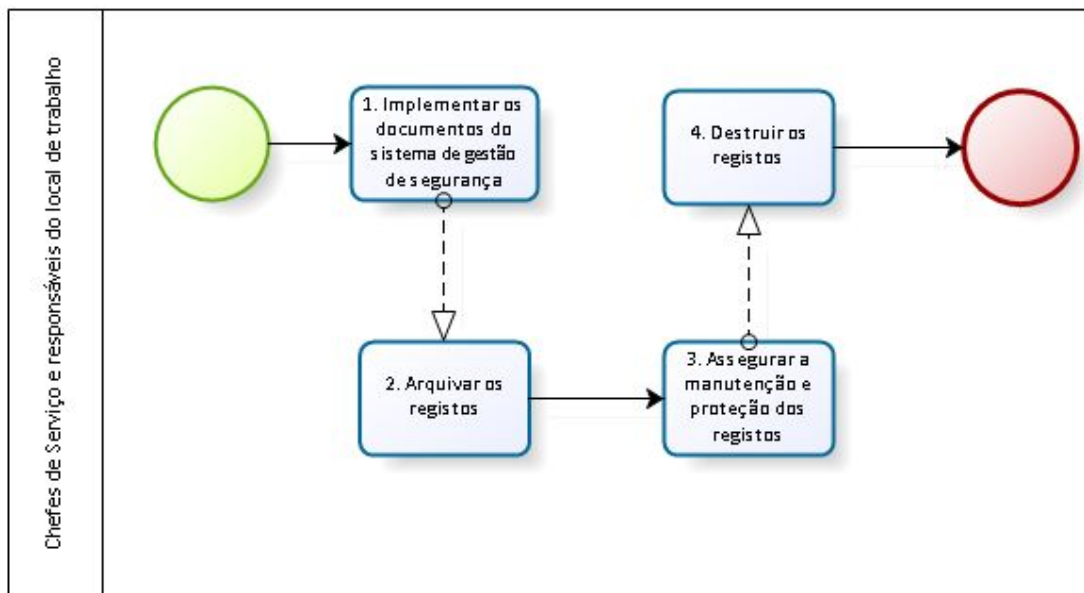 Chefes de Serviço e responsáveis do local de trabalho
1. Implementar os
documentos do
sistema de gestão
de segurança
2. Arquivar os
registos
3. Assegurar a
manutenção e
proteção dos
registos
4. Destruir os
registos